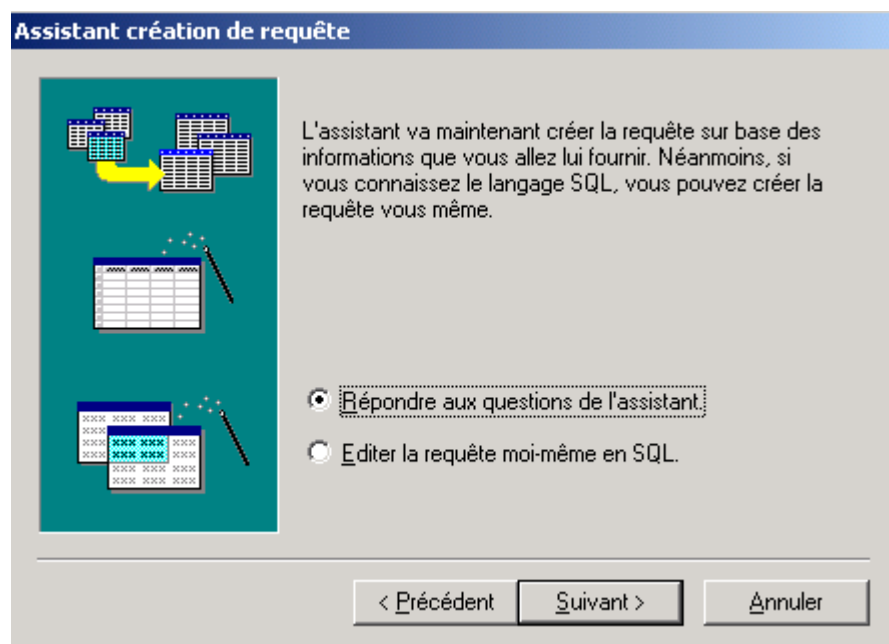 Assistant création de requête
L'assistant va maintenant créer la requête sur base des
informations que vous allez lui fournir. Néanmoins, si
vous connaissez le langage SQL, vous pouvez créer la
requête vous même.
Répondre aux questions de l'assistant.
Editer la requête moi-même en SQL.
< Précédent
Suivant >
Annuler